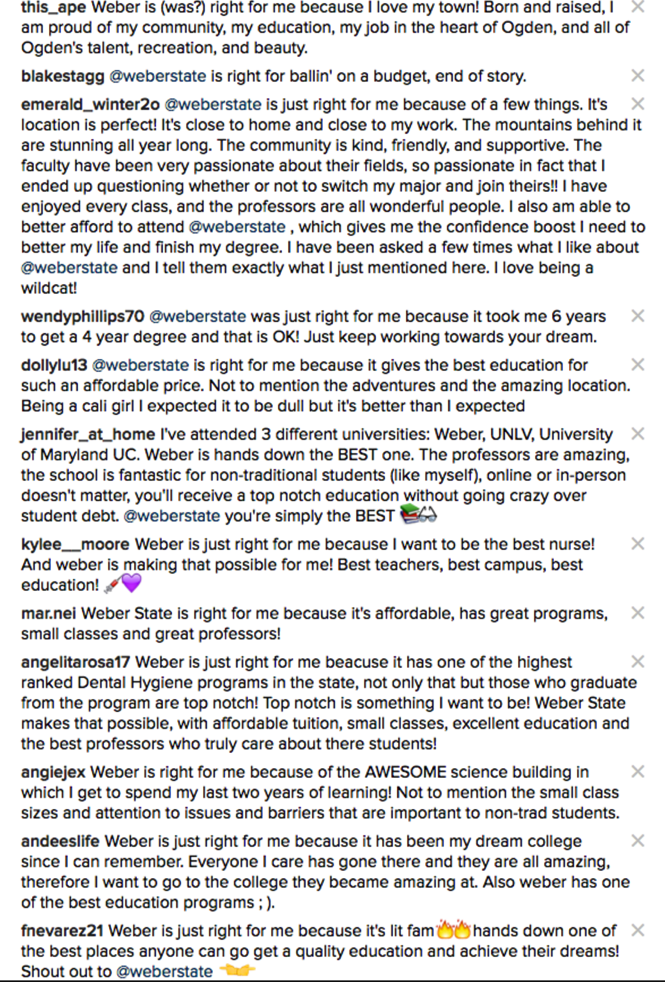 this_ape Weber is (was?) right for me because I love my town! Born and raised, I
am proud of my community, my education, my job in the heart of Ogden, and all of
Ogden's talent, recreation, and beauty.
blakestagg @weberstate is right for ballin' on a budget, end of story.
emerald_winter2o @weberstate is just right for me because of a few things. It's
location is perfect! It's close to home and close to my work. The mountains behind it
are stunning all year long. The community is kind, friendly, and supportive. The
faculty have been very passionate about their fields, so passionate in fact that I
ended up questioning whether or not to switch my major and join theirs!! I have
enjoyed every class, and the professors are all wonderful people. I also am able to
better afford to attend @weberstate , which gives me the confidence boost I need to
better my life and finish my degree. I have been asked a few times what I like about
@weberstate and I tell them exactly what I just mentioned here. I love being a
wildcat!
wendyphillips70 @weberstate was just right for me because it took me 6 years
to get a 4 year degree and that is OK! Just keep working towards your dream.
dollylu13 @weberstate is right for me because it gives the best education for
such an affordable price. Not to mention the adventures and the amazing location.
Being a cali girl I expected it to be dull but it's better than I expected
jennifer_at_home I've attended 3 different universities: Weber, UNLV, University
of Maryland UC. Weber is hands down the BEST one. The professors are amazing,
the school is fantastic for non-traditional students (like myself), online or in-person
doesn't matter, you'll receive a top notch education without going crazy over
student debt. @weberstate you're simply the BEST 📚👓
kylee__moore Weber is just right for me because I want to be the best nurse!
And weber is making that possible for me! Best teachers, best campus, best
education! 💉💜
mar.nei Weber State is right for me because it's affordable, has great programs,
small classes and great professors!
angelitarosa17 Weber is just right for me beacuse it has one of the highest
ranked Dental Hygiene programs in the state, not only that but those who graduate
from the program are top notch! Top notch is something I want to be! Weber State
makes that possible, with affordable tuition, small classes, excellent education and
the best professors who truly care about there students!
angiejex Weber is right for me because of the AWESOME science building in
which I get to spend my last two years of learning! Not to mention the small class
sizes and attention to issues and barriers that are important to non-trad students.
andeeslife Weber is just right for me because it has been my dream college
since I can remember. Everyone I care has gone there and they are all amazing,
therefore I want to go to the college they became amazing at. Also weber has one
of the best education programs ; ).
fnevarez21 Weber is just right for me because it's lit fam🔥🔥hands down one of
the best places anyone can go get a quality education and achieve their dreams!
Shout out to @weberstate 👉👈